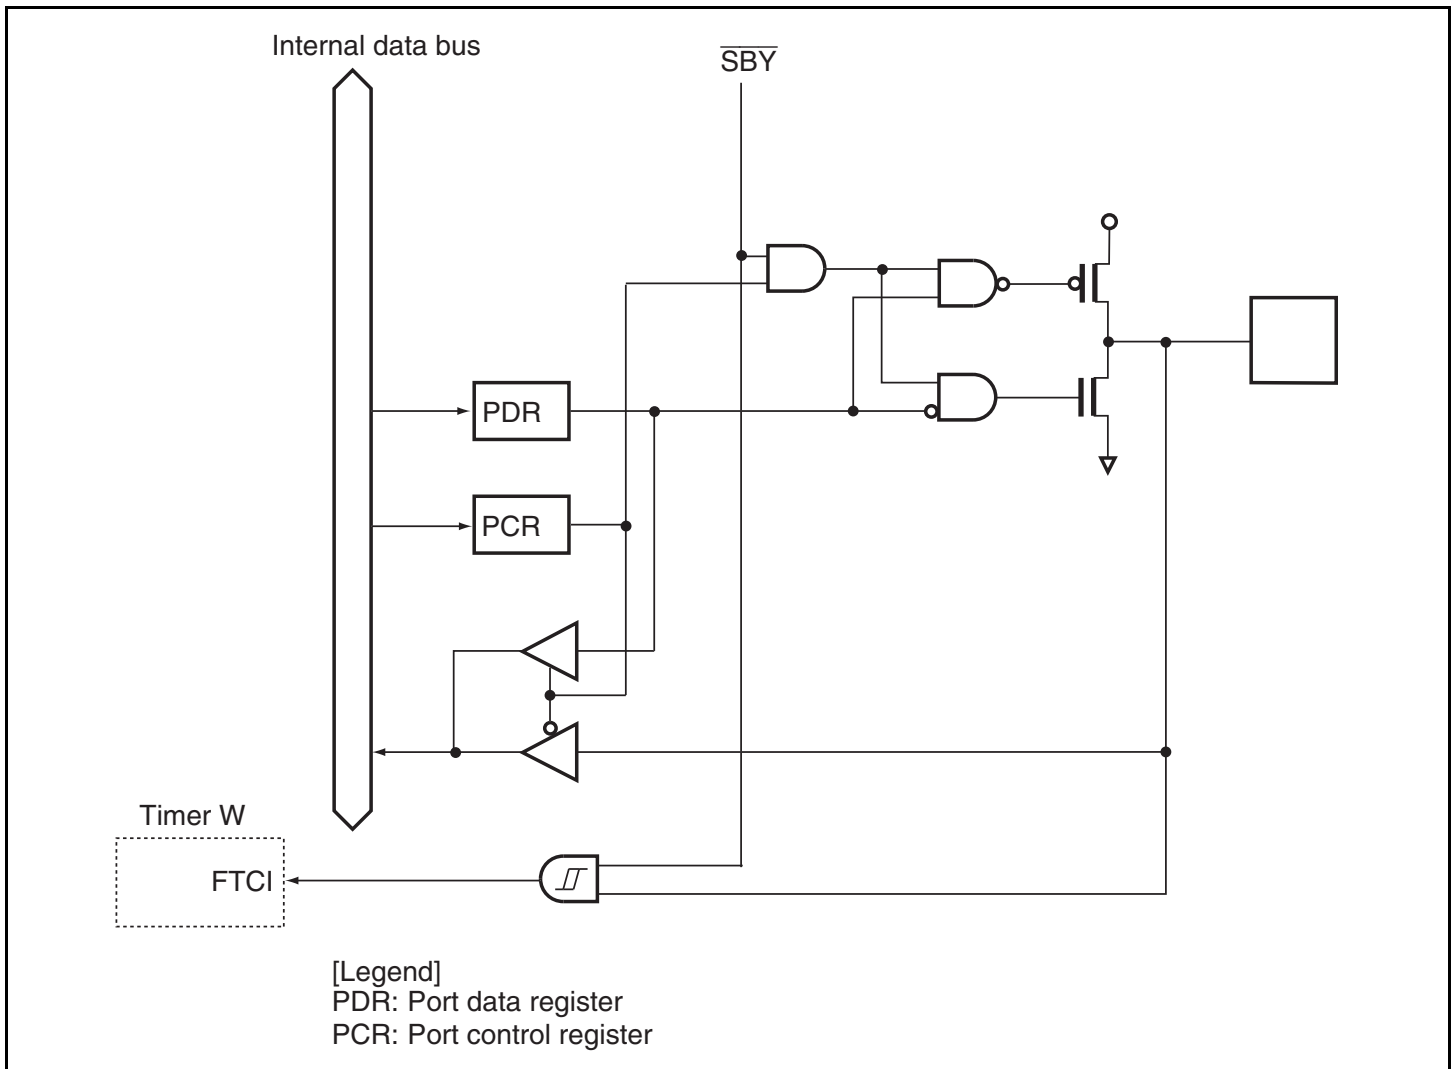 Internal data bus
SBY
PDR
PCR
Timer W
FTCI
[Legend]
PDR: Port data register
PCR: Port control register